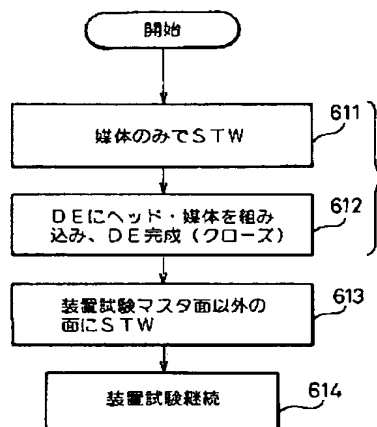 開始
媒体のみでSTW
611
DEにヘッド・媒体を組み
込み、DE完成(クローズ)
612
装置試験マスタ面以外の
面にSTW
613
装置試験継続
614